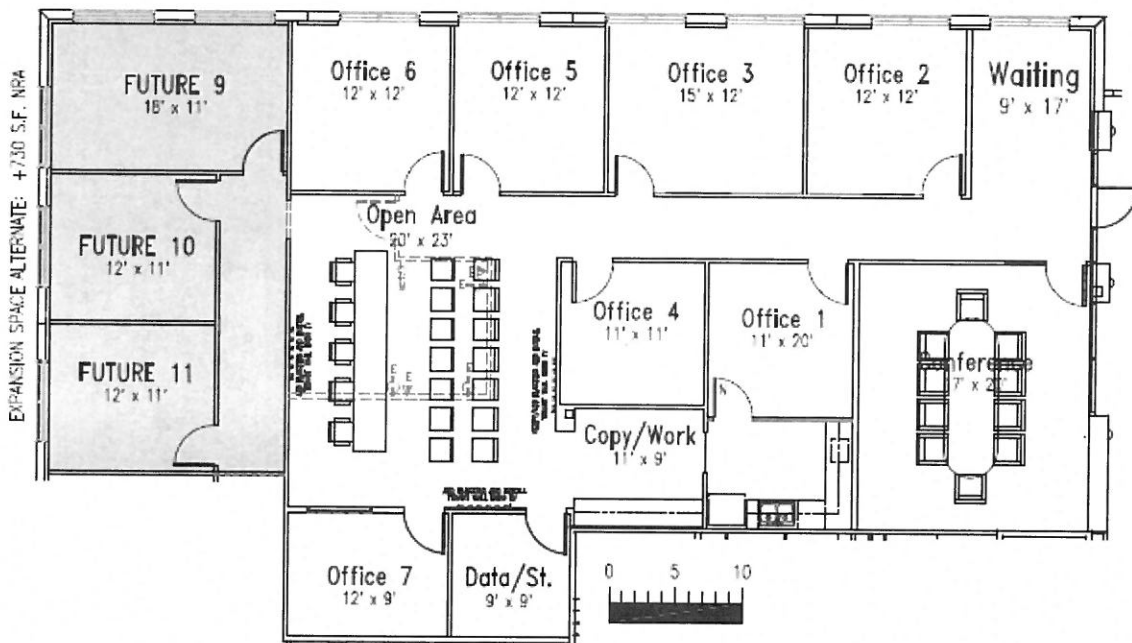 EXPANSION SPACE ALTERNATE: +730 S.F. NRA
FUTURE 9
16' x 11'
Office 6
12' x 12'
Office 5
12' x 12'
Office 3
15' x 12'
Office 2
12' x 12'
Waiting
9' x 17'
FUTURE 10
12' x 11'
Open Area
20' x 23'
FUTURE 11
12' x 11'
Office 4
11' x 11'
Office 1
11' x 20'
Conference
Copy/Work
11' x 9'
N
E
E
E
Office 7
12' x 9'
Data/St.
9' x 9'
0 5 10